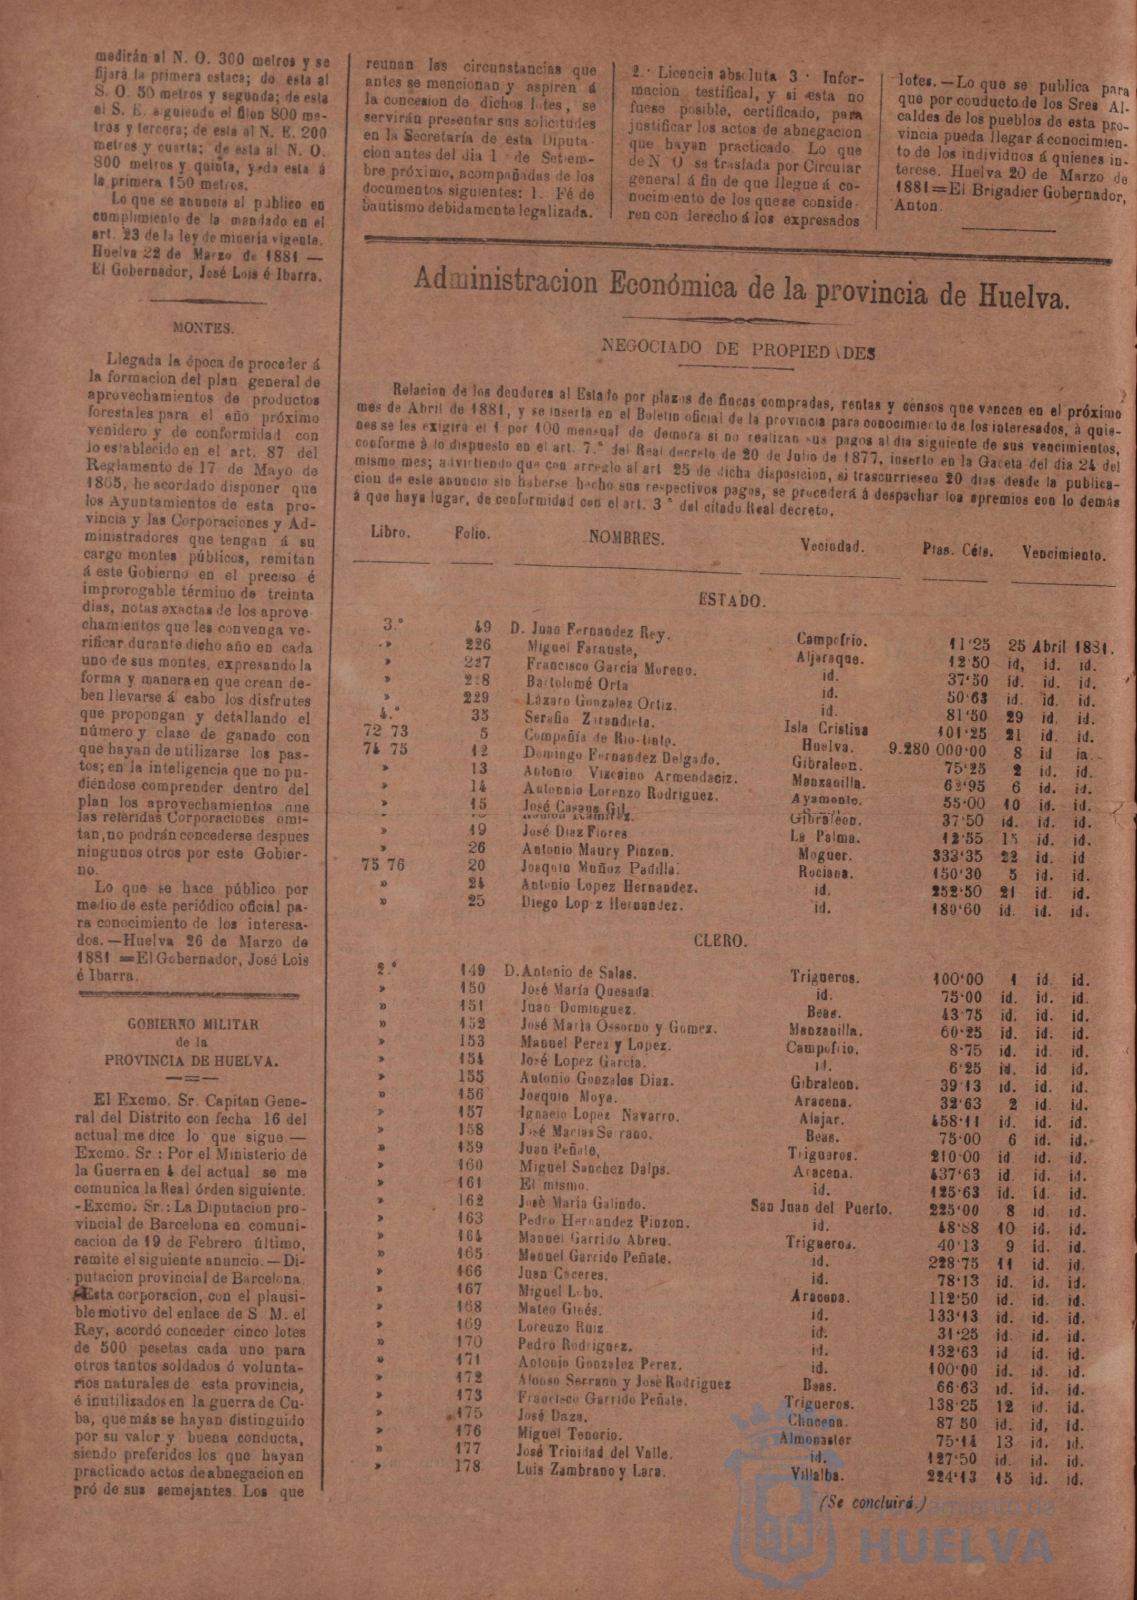 medirán al N. O. 300 metros y se
fijará la primera estaca; de esta al
S. O. 50 metros y segunda; de esta
al S. E. siguiendo el filon 800 me-
tros y tercera; de esta al N. E. 200
metros y cuarta; de esta al N. O.
800 metros y quinta, y de esta á
la primera 150 metros.
Lo que se anuncia al público en
cumplimiento de lo mandado en el
art. 23 de la ley de minería vigente.
Huelva 22 de Marzo de 1881 —
El Gobernador, José Lois é Ibarra.
MONTES.
Llegada la época de proceder á
la formacion del plan general de
aprovechamientos de productos
forestales para el año próximo
venidero y de conformidad con
lo establecido en el art. 87 del
Reglamento de 17 de Mayo de
1865, he acordado disponer que
los Ayuntamientos de esta pro-
vincia y las Corporaciones y Ad-
ministradores que tengan á su
cargo montes públicos, remitan
á este Gobierno en el preciso é
improrogable término de treinta
dias, notas exactas de los aprove-
chamientos que les convenga ve-
rificar durante dicho año en cada
uno de sus montes, expresando la
forma y manera en que crean de-
ben llevarse á cabo los disfrutes
que propongan y detallando el
número y clase de ganado con
que hayan de utilizarse los pas-
tos; en la inteligencia que no pu-
diéndose comprender dentro del
plan los aprovechamientos que
las referidas Corporaciones omi-
tan, no podrán concederse despues
ningunos otros por este Gobier-
no.
Lo que se hace público por
medio de este periódico oficial pa-
ra conocimiento de los interesa-
dos.—Huelva 26 de Marzo de
1881 =El Gobernador, José Lois
é Ibarra.
GOBIERNO MILITAR
de la
PROVINCIA DE HUELVA.
El Excmo. Sr. Capitan Gene-
ral del Distrito con fecha 16 del
actual me dice lo que sigue —
Excmo. Sr.: Por el Ministerio de
la Guerra en 4 del actual se me
comunica la Real órden siguiente.
-Excmo. Sr.: La Diputacion pro-
vincial de Barcelona en comuni-
cacion de 19 de Febrero último,
remite el siguiente anuncio.—Di-
putacion provincial de Barcelona.
Esta corporacion, con el plausi-
ble motivo del enlace de S M. el
Rey, acordó conceder cinco lotes
de 500 pesetas cada uno para
otros tantos soldados ó volunta-
rios naturales de esta provincia,
é inutilizados en la guerra de Cu-
ba, que más se hayan distinguido
por su valor y buena conducta,
siendo preferidos los que hayan
practicado actos de abnegacion en
pró de sus semejantes. Los que
reunan las circunstancias que
antes se mencionan y aspiren á
la concesion de dichos lotes, se
servirán presentar sus solicitudes
en la Secretaría de esta Diputa-
cion antes del dia 1.° de Setiem-
bre próximo, acompañadas de los
documentos siguientes: 1.° Fé de
bautismo debidamente legalizada.
2.° Licencia absoluta 3 ° Infor-
macion testifical, y si esta no
fuese posible, certificado, para
justificar los actos de abnegacion
que hayan practicado. Lo que
de N O se traslada por Circular
general á fin de que llegue á co-
nocimiento de los que se conside-
ren con derecho á los expresados
lotes.—Lo que se publica para
que por conducto de los Sres Al-
caldes de los pueblos de esta pro-
vincia pueda llegar á conocimien-
to de los individuos á quienes in-
terese. Huelva 20 de Marzo de
1881=El Brigadier Gobernador,
Anton.
Administracion Económica de la provincia de Huelva.
NEGOCIADO DE PROPIEDADES
Relacion de los deudores al Estado por plazos de fincas compradas, rentas y censos que vencen en el próximo
mes de Abril de 1881, y se inserta en el Boletin oficial de la provincia para conocimiento de los interesados, à quie-
nes se les exigirá el 1 por 100 mensual de demora si no realizan sus pagos al dia siguiente de sus vencimientos,
conforme á lo dispuesto en el art. 7.° del Real decreto de 20 de Julio de 1877, inserto en la Gaceta del dia 24 del
mismo mes; advirtiendo que con arreglo al art 25 de dicha disposicion, si trascurriesen 20 dias desde la publica-
cion de este anuncio sin haberse hecho sus respectivos pagos, se procederá á despachar los apremios con lo demás
á que haya lugar, de conformidad con el art. 3 ° del citado Real decreto.
Libro. Folio. NOMBRES. Vecindad. Ptas. Céts. Vencimiento.
ESTADO.
3.° 49 D. Juan Fernandez Rey. Campofrio. 11'25 25 Abril 1881.
» 226 Miguel Farauste, Aljaraque. 12'50 id, id. id.
» 227 Francisco Garcia Moreno. id. 37'50 id. id. id.
» 228 Bartolomé Orta id. 50'63 id. id. id.
» 229 Lázaro Gonzalez Ortiz. id. 81'50 29 id. id.
4.° 35 Serafin Zarandieta. Isla Cristina 101'25 21 id. id.
72 73 5 Compañía de Rio-tinto. Huelva. 9.280 000'00 8 id ia.
74 75 12 Domingo Fernandez Delgado. Gibraleon. 75'25 2 id. id.
» 13 Antonio Vizcaino Armendariz. Manzanilla. 62'95 6 id. id.
» 14 Antonio Lorenzo Rodriguez. Ayamonte. 55'00 10 id. id.
» 15 José Casaus Gil. Gibraleon. 37'50 id. id. id.
» 19 José Diaz Flores La Palma. 12'55 15 id. id.
» 26 Antonio Maury Pinzon. Moguer. 333'35 22 id. id
75 76 20 Joaquin Muñoz Padilla. Rociana. 150'30 5 id. id.
» 24 Antonio Lopez Hernandez. id. 252'50 21 id. id.
» 25 Diego Lopez Hernandez. id. 189'60 id. id. id.
CLERO.
2.° 149 D. Antonio de Salas. Trigueros. 100'00 1 id. id.
» 150 José María Quesada. id. 75'00 id. id. id.
» 151 Juan Dominguez. Beas. 43'75 id. id. id.
» 152 José Maria Ossorno y Gomez. Manzanilla. 60'25 id. id. id.
» 153 Manuel Perez y Lopez. Campofrio. 8'75 id. id. id.
» 154 José Lopez García. id. 6'25 id. id. id.
» 155 Antonio Gonzalez Diaz. Gibraleon. 39'13 id. id. id.
» 156 Joaquin Moya. Aracena. 32'63 2 id. id.
» 157 Ignacio Lopez Navarro. Alajar. 458'11 id. id. id.
» 158 José Macias Serrano. Beas. 75'00 6 id. id.
» 159 Juan Peñate, Trigueros. 210'00 id. id. id.
» 160 Miguel Sanchez Dalps. Aracena. 437'63 id. id. id.
» 161 El mismo. id. 125'63 id. id. id.
» 162 José María Galindo. San Juan del Puerto. 225'00 8 id. id.
» 163 Pedro Hernandez Pinzon. id. 48'88 10 id. id.
» 164 Manuel Garrido Abreu. Trigueros. 40'13 9 id. id.
» 165 Manuel Garrido Peñate. id. 228'75 11 id. id.
» 166 Juan Cáceres. id. 78'13 id. id. id.
» 167 Miguel Lobo. Aracena. 112'50 id. id. id.
» 168 Mateo Ginés. id. 133'13 id. id. id.
» 169 Lorenzo Ruiz id. 31'25 id. id. id.
» 170 Pedro Rodriguez. id. 132'63 id id. id.
» 171 Antonio Gonzalez Perez. id. 100'00 id. id. id.
» 172 Alonso Serrano y José Rodriguez Beas. 66'63 id. id. id.
» 173 Francisco Garrido Peñate. Trigueros. 138'25 12 id. id.
» 175 José Daza. Chucena. 87 50 id. id, id.
» 176 Miguel Tenorio. Almonaster 75'14 13 id. id.
» 177 José Trinidad del Valle. id. 127'50 id. id. id.
» 178 Luis Zambrano y Lara. Villalba. 224'13 15 id. id.
(Se concluirá.)
Ayuntamiento de
HUELVA